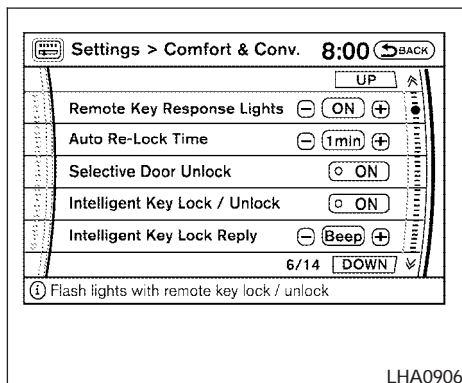 Settings > Comfort & Conv. 8:00 BACK
UP
Remote Key Response Lights ON
Auto Re-Lock Time 1min
Selective Door Unlock ON
Intelligent Key Lock / Unlock ON
Intelligent Key Lock Reply Beep
6/14 DOWN
Flash lights with remote key lock / unlock
LHA0906